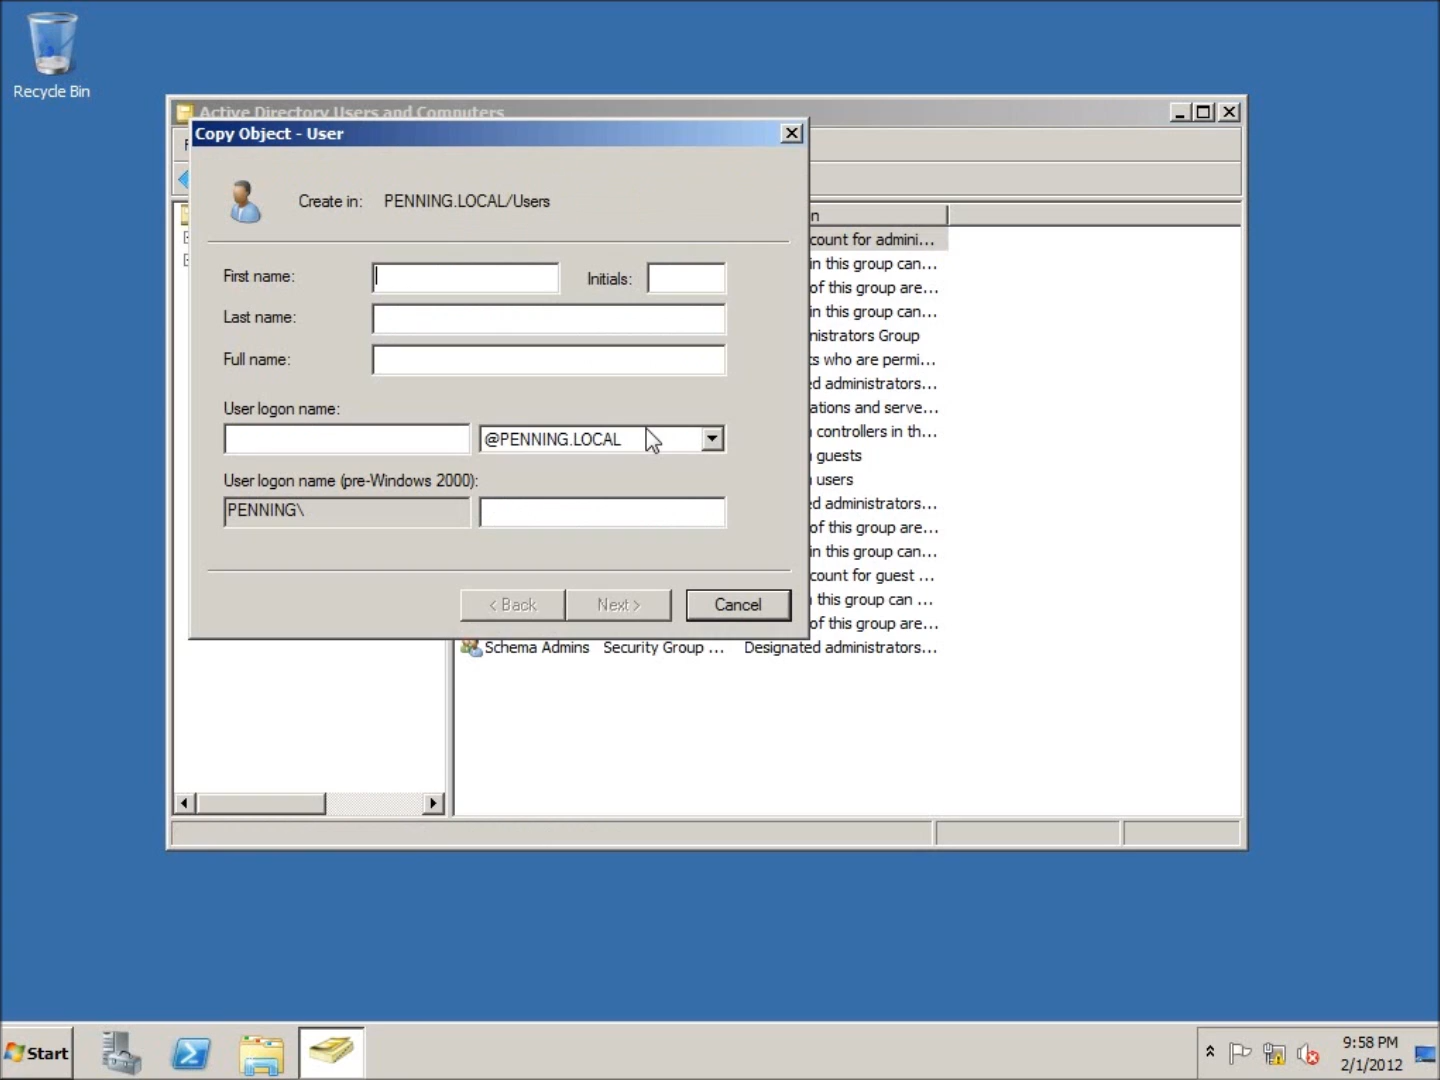 Recycle Bin
Active Directory Users and Computers
Copy Object - User
Create in: PENNING.LOCAL/Users
First name:
Initials:
Last name:
Full name:
User logon name:
@PENNING.LOCAL
User logon name (pre-Windows 2000):
PENNING\
< Back
Next >
Cancel
count for admini...
in this group can...
of this group are...
in this group can...
nistrators Group
s who are permi...
d administrators...
ations and serve...
controllers in th...
guests
users
d administrators...
of this group are...
in this group can...
count for guest ...
this group can ...
of this group are...
Schema Admins Security Group ... Designated administrators...
Start
9:58 PM
2/1/2012